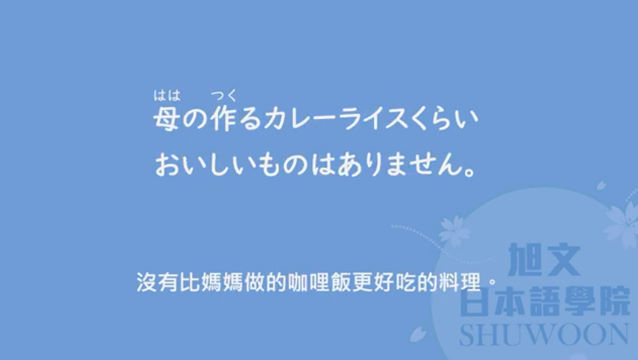 はは つく
母の作るカレーライスくらい
おいしいものはありません。
沒有比媽媽做的咖哩飯更好吃的料理。
旭文
日本語學院
SHUWOON